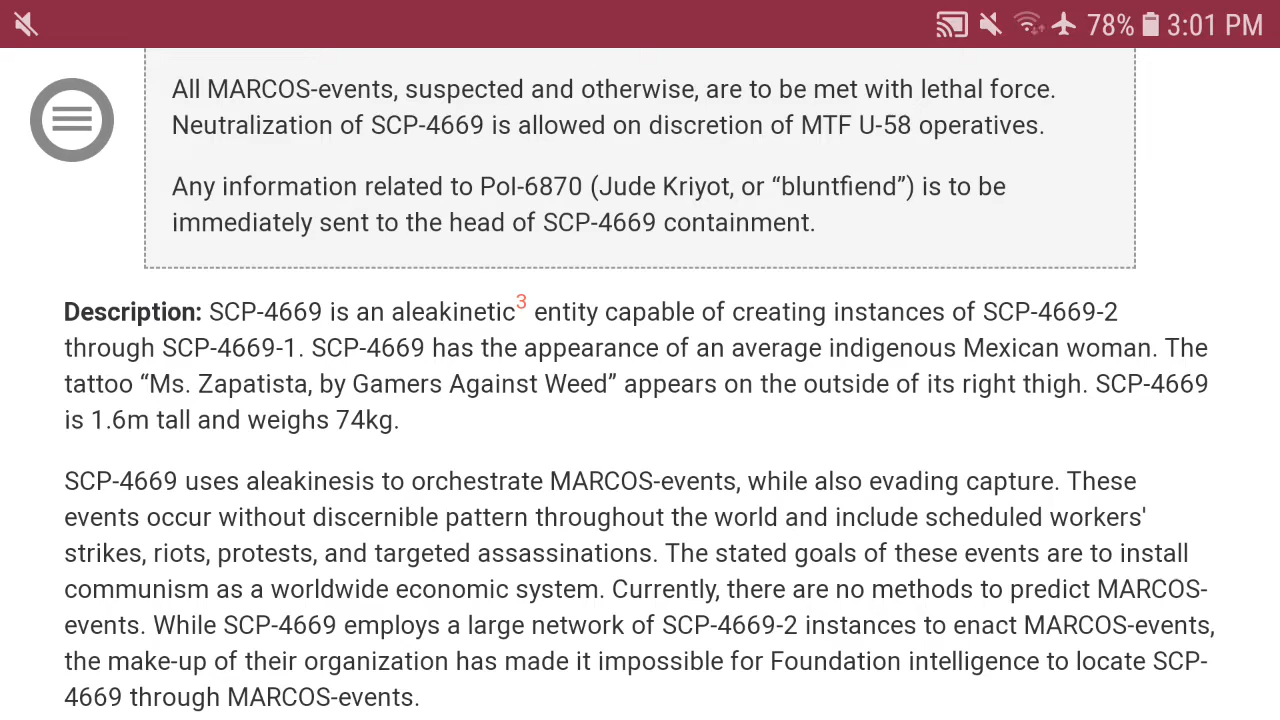 78% 3:01 PM
All MARCOS-events, suspected and otherwise, are to be met with lethal force.
Neutralization of SCP-4669 is allowed on discretion of MTF U-58 operatives.
Any information related to PoI-6870 (Jude Kriyot, or “bluntfiend”) is to be
immediately sent to the head of SCP-4669 containment.
Description: SCP-4669 is an aleakinetic3 entity capable of creating instances of SCP-4669-2
through SCP-4669-1. SCP-4669 has the appearance of an average indigenous Mexican woman. The
tattoo “Ms. Zapatista, by Gamers Against Weed” appears on the outside of its right thigh. SCP-4669
is 1.6m tall and weighs 74kg.
SCP-4669 uses aleakinesis to orchestrate MARCOS-events, while also evading capture. These
events occur without discernible pattern throughout the world and include scheduled workers'
strikes, riots, protests, and targeted assassinations. The stated goals of these events are to install
communism as a worldwide economic system. Currently, there are no methods to predict MARCOS-
events. While SCP-4669 employs a large network of SCP-4669-2 instances to enact MARCOS-events,
the make-up of their organization has made it impossible for Foundation intelligence to locate SCP-
4669 through MARCOS-events.